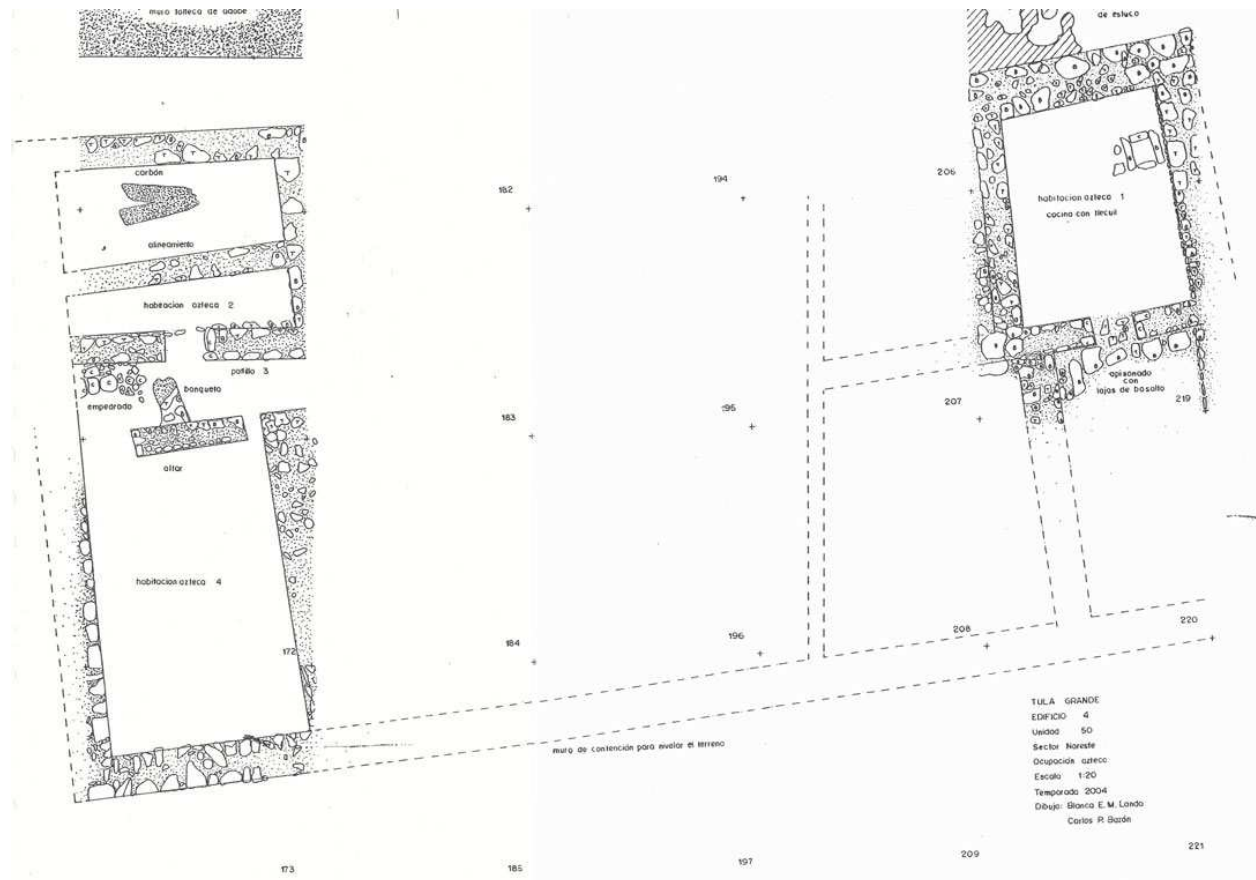 muro tolteca de adobe
de estuco
carbón
alineamiento
182
194
206
habitacion azteca 1
cocina con tlecuil
habitacion azteca 2
patillo 3
banqueta
empedrado
altar
183
195
207
apisonado
con
lajas de basalto
219
habitacion azteca 4
172
184
196
208
220
muro de contención para nivelar el terreno
TULA GRANDE
EDIFICIO 4
Unidad 50
Sector Noreste
Ocupación azteca
Escala 1:20
Temporada 2004
Dibujo: Blanca E. M. Landa
Carlos P. Bazán
173
185
197
209
221